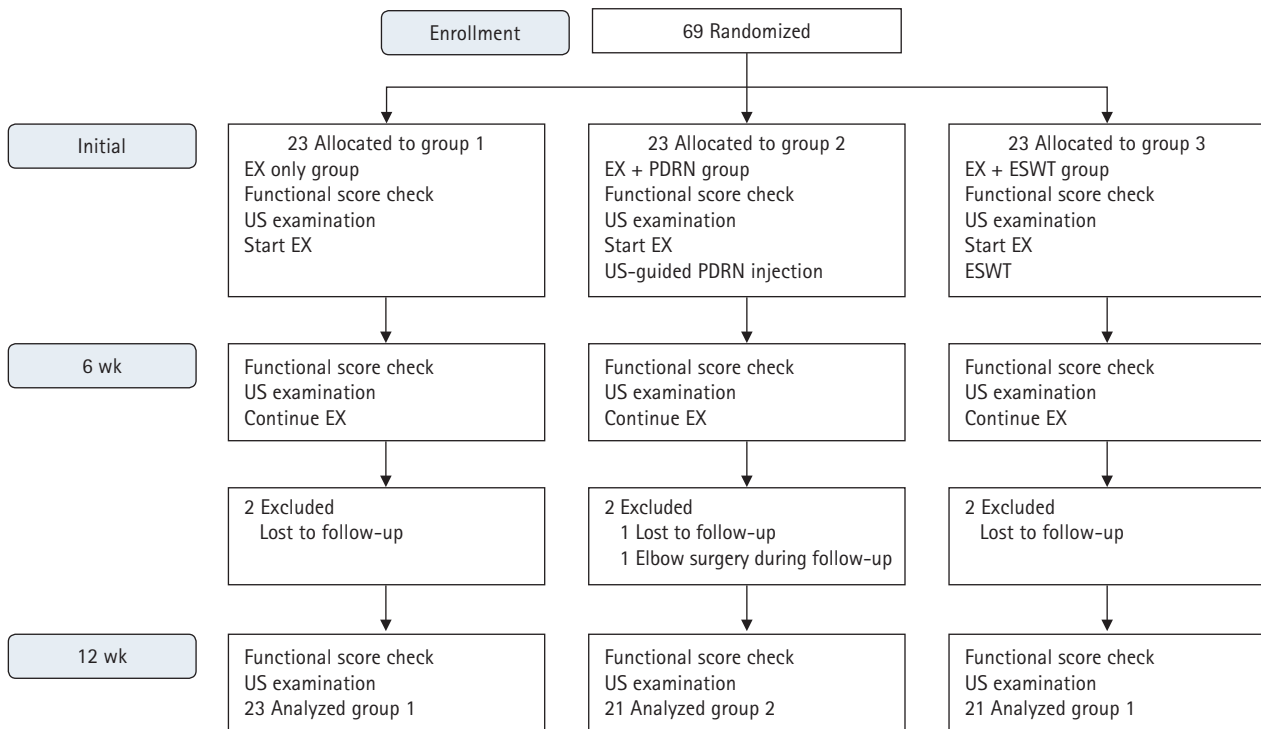 Enrollment
69 Randomized
Initial
23 Allocated to group 1
EX only group
Functional score check
US examination
Start EX
23 Allocated to group 2
EX + PDRN group
Functional score check
US examination
Start EX
US-guided PDRN injection
23 Allocated to group 3
EX + ESWT group
Functional score check
US examination
Start EX
ESWT
6 wk
Functional score check
US examination
Continue EX
Functional score check
US examination
Continue EX
Functional score check
US examination
Continue EX
2 Excluded
Lost to follow-up
2 Excluded
1 Lost to follow-up
1 Elbow surgery during follow-up
2 Excluded
Lost to follow-up
12 wk
Functional score check
US examination
23 Analyzed group 1
Functional score check
US examination
21 Analyzed group 2
Functional score check
US examination
21 Analyzed group 1